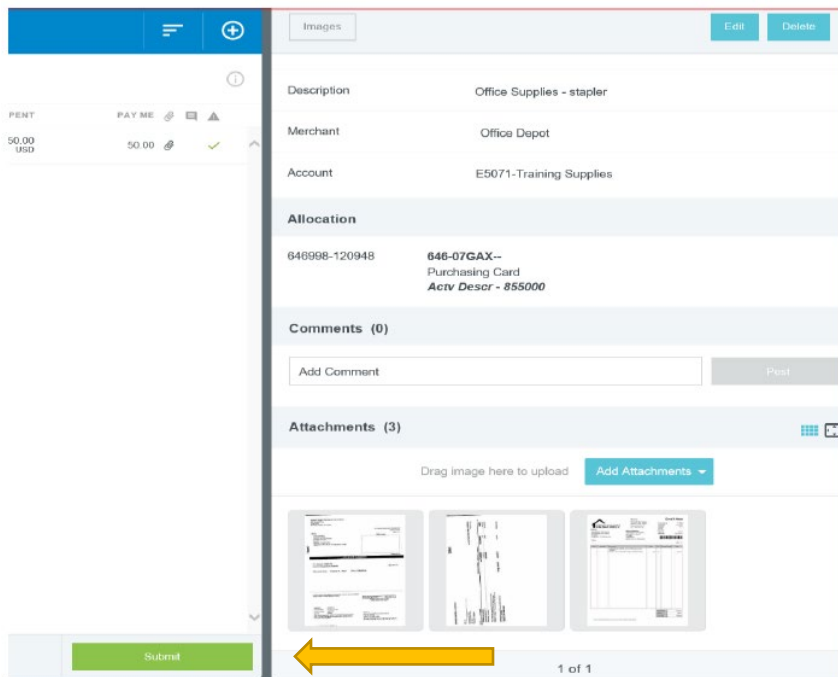 Images
Edit
Delete
Description
Office Supplies - stapler
PENT
PAY ME
Merchant
Office Depot
50.00
USD
50.00
Account
E5071-Training Supplies
Allocation
646998-120948
646-07GAX--
Purchasing Card
Actv Descr - 855000
Comments (0)
Add Comment
Post
Attachments (3)
Drag image here to upload
Add Attachments
Submit
1 of 1